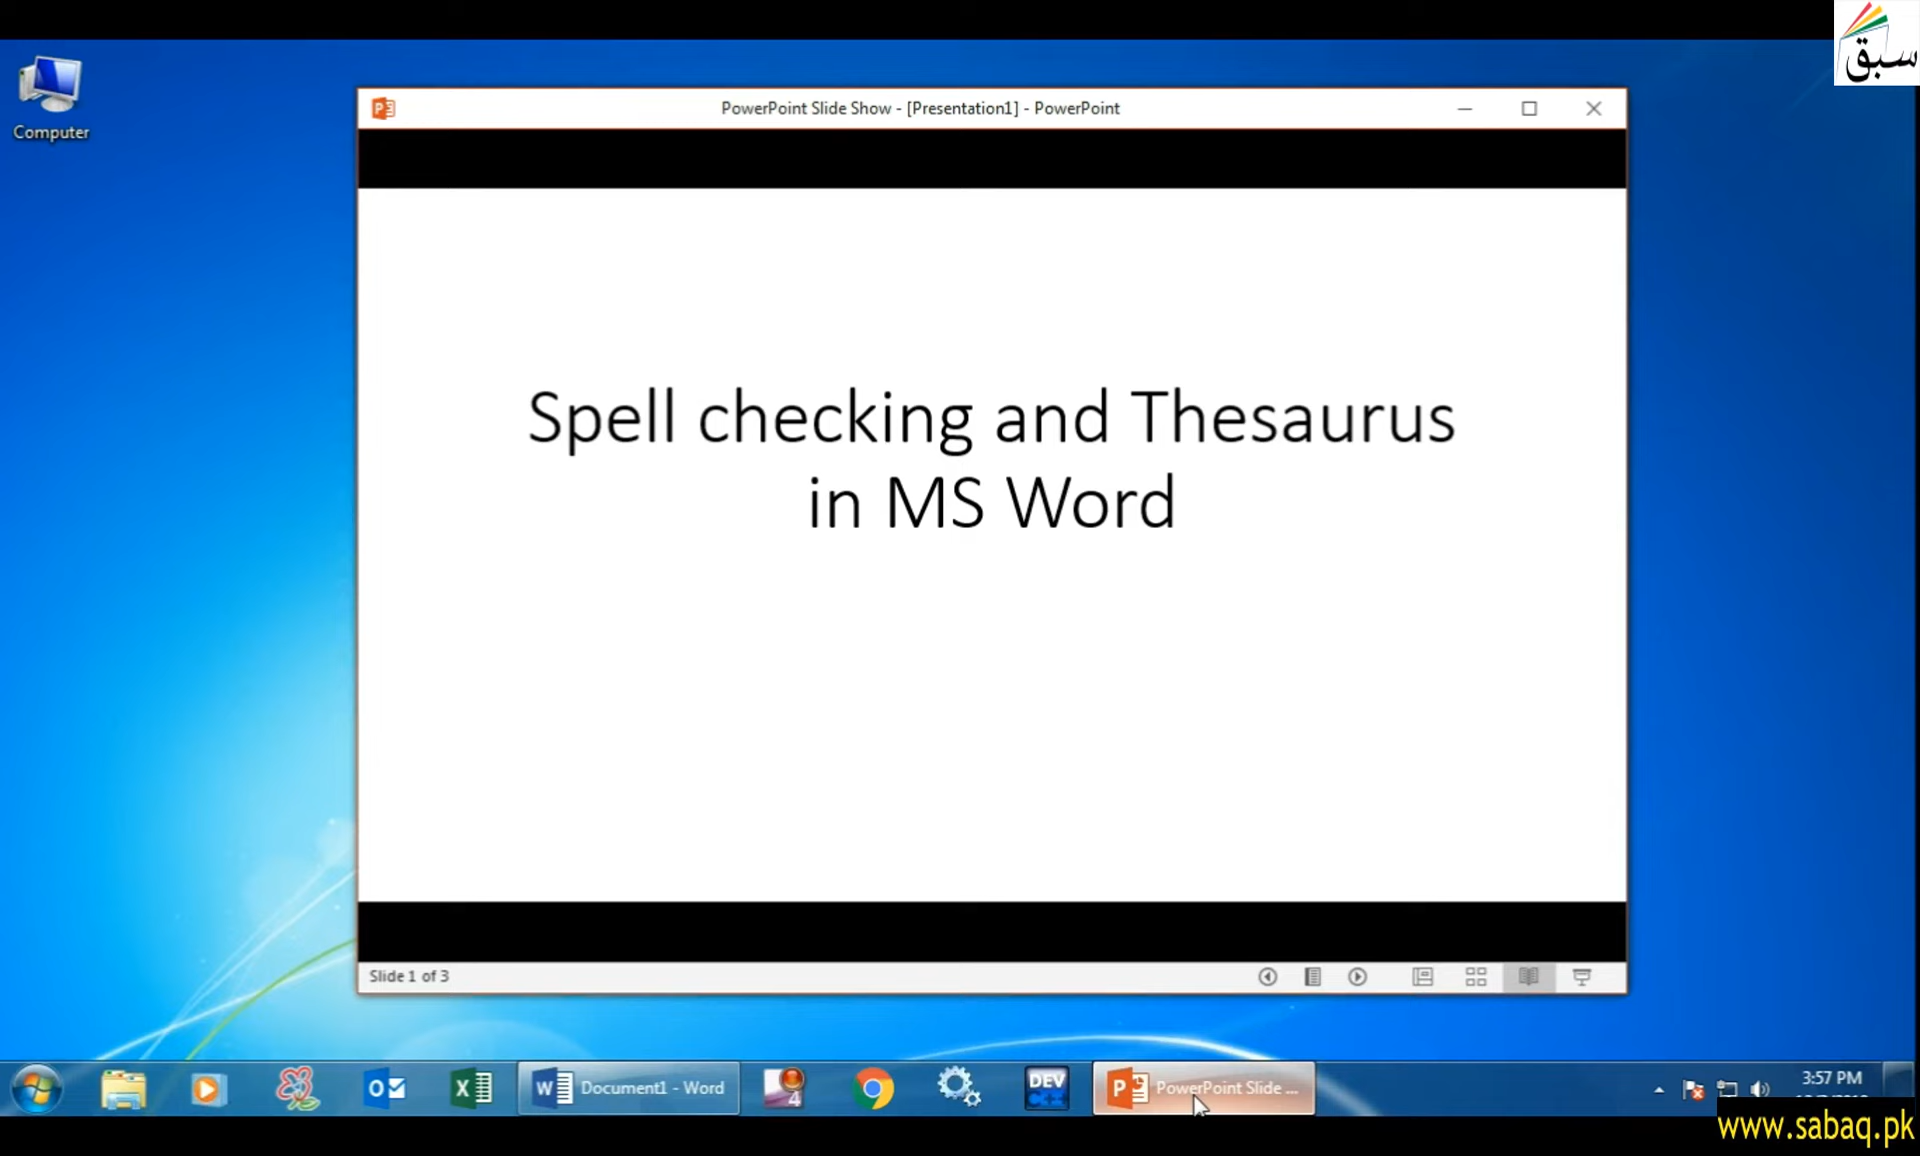 سبق
Computer
PowerPoint Slide Show - [Presentation1] - PowerPoint
Spell checking and Thesaurus
in MS Word
Slide 1 of 3
Document1 - Word
4
DEV
C++
PowerPoint Slide ...
3:57 PM
www.sabaq.pk